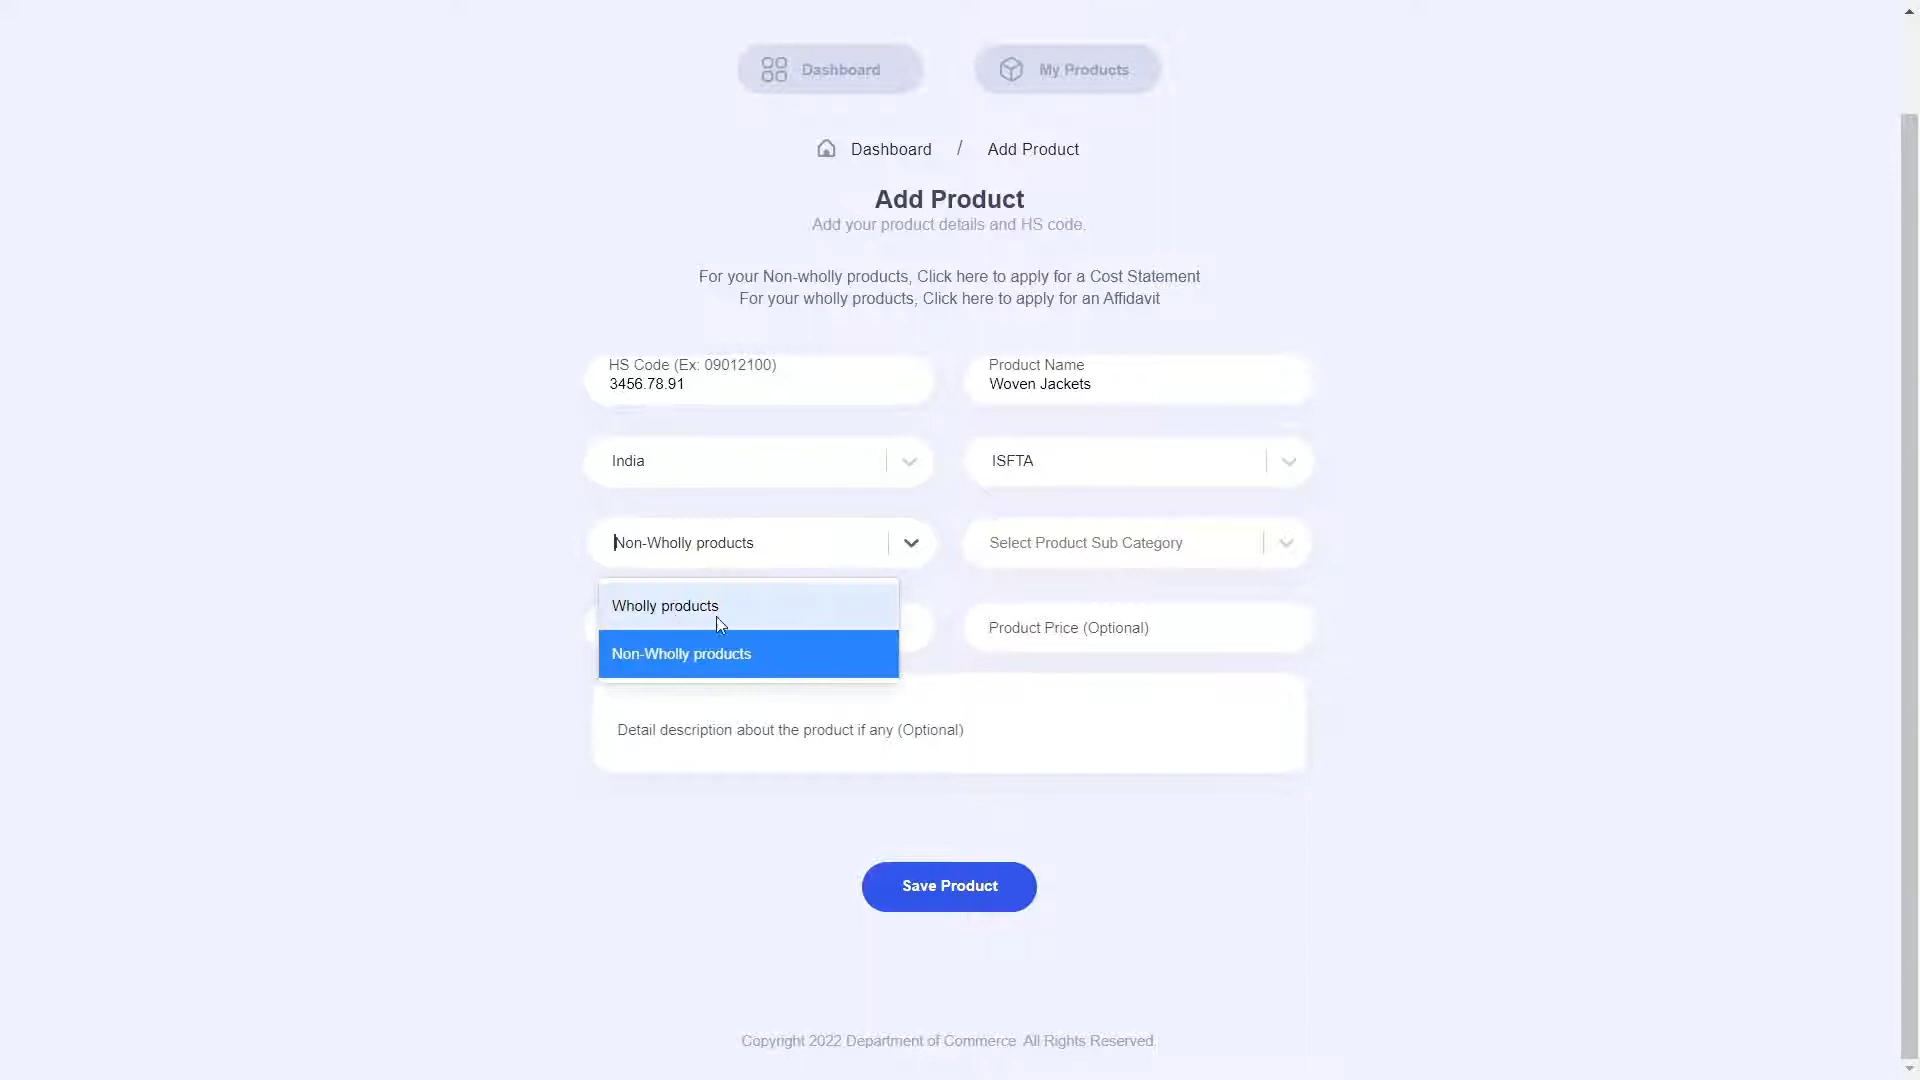 Dashboard
My Products
Dashboard / Add Product
Add Product
Add your product details and HS code.
For your Non-wholly products, Click here to apply for a Cost Statement
For your wholly products, Click here to apply for an Affidavit
HS Code (Ex: 09012100)
3456.78.91
Product Name
Woven Jackets
India
ISFTA
Non-Wholly products
Select Product Sub Category
Wholly products
Non-Wholly products
Product Price (Optional)
Detail description about the product if any (Optional)
Save Product
Copyright 2022 Department of Commerce. All Rights Reserved.